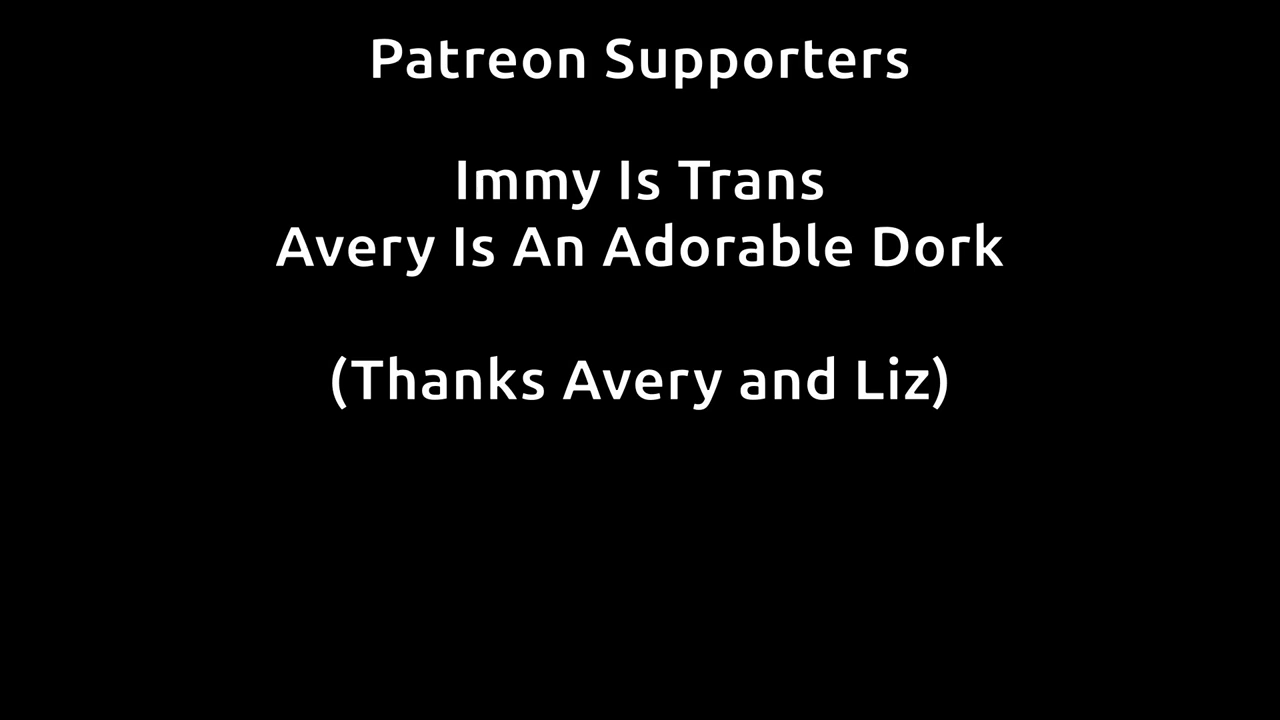 Patreon Supporters
Immy Is Trans
Avery Is An Adorable Dork
(Thanks Avery and Liz)